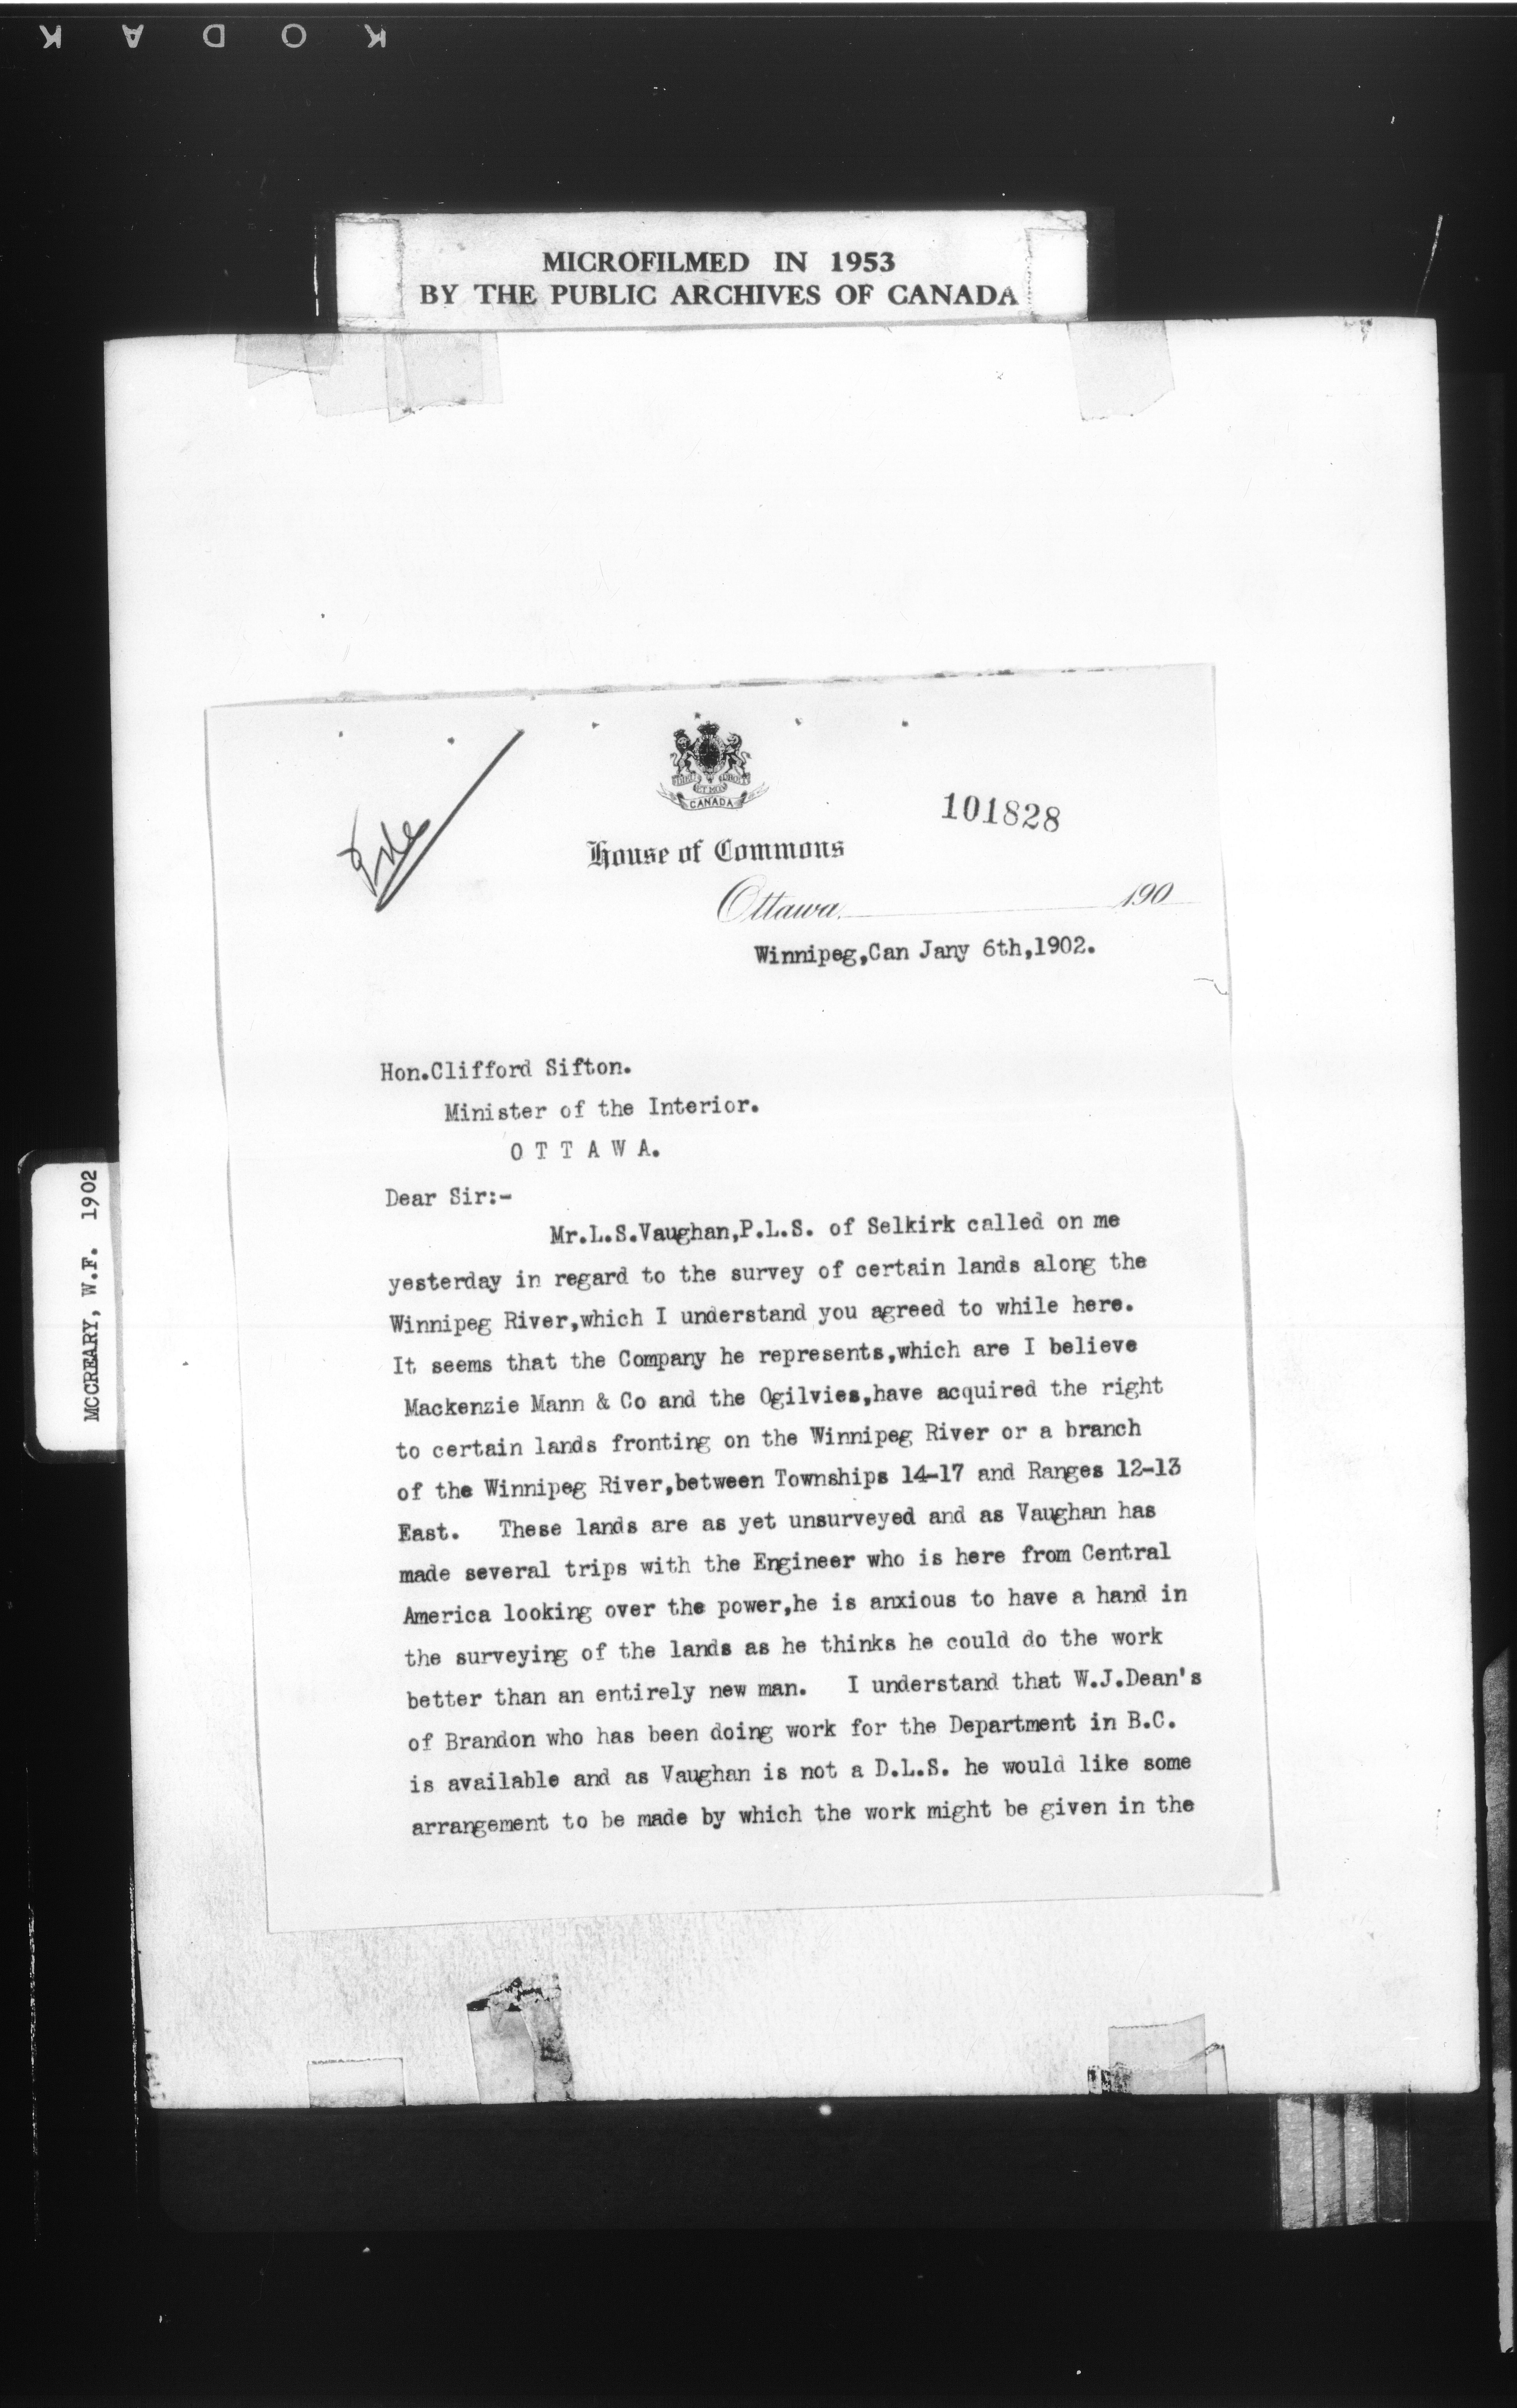 KODAK
MICROFILMED IN 1953
BY THE PUBLIC ARCHIVES OF CANADA
File
CANADA
101828
House of Commons
Ottawa 190
Winnipeg,Can Jany 6th,1902.
Hon.Clifford Sifton.
Minister of the Interior.
O T T A W A.
Dear Sir:-
Mr.L.S.Vaughan,P.L.S. of Selkirk called on me
yesterday in regard to the survey of certain lands along the
Winnipeg River,which I understand you agreed to while here.
It seems that the Company he represents,which are I believe
Mackenzie Mann & Co and the Ogilvies,have acquired the right
to certain lands fronting on the Winnipeg River or a branch
of the Winnipeg River,between Townships 14-17 and Ranges 12-13
East. These lands are as yet unsurveyed and as Vaughan has
made several trips with the Engineer who is here from Central
America looking over the power,he is anxious to have a hand in
the surveying of the lands as he thinks he could do the work
better than an entirely new man. I understand that W.J.Dean's
of Brandon who has been doing work for the Department in B.C.
is available and as Vaughan is not a D.L.S. he would like some
arrangement to be made by which the work might be given in the
MCCREARY, W.F. 1902